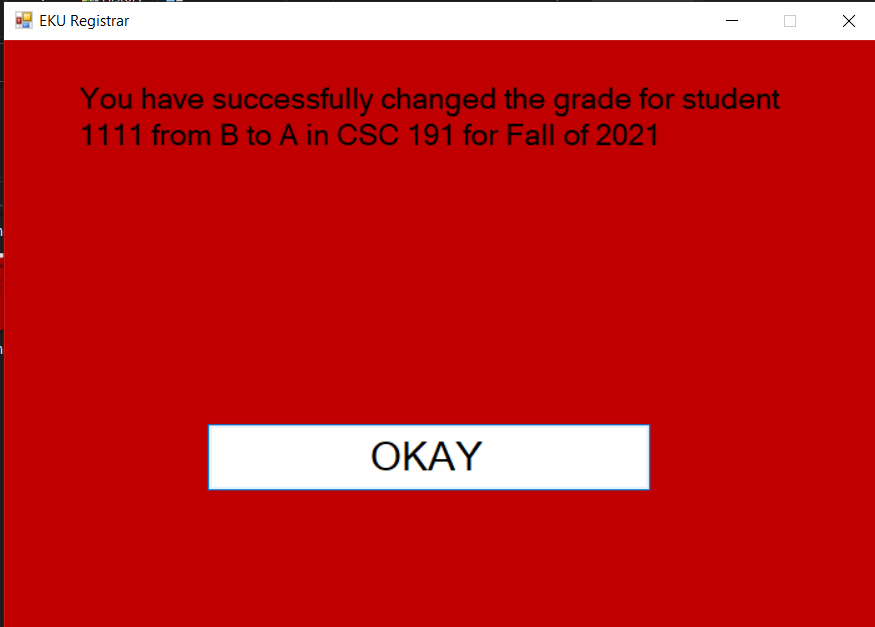 EKU Registrar
You have successfully changed the grade for student
1111 from B to A in CSC 191 for Fall of 2021
OKAY